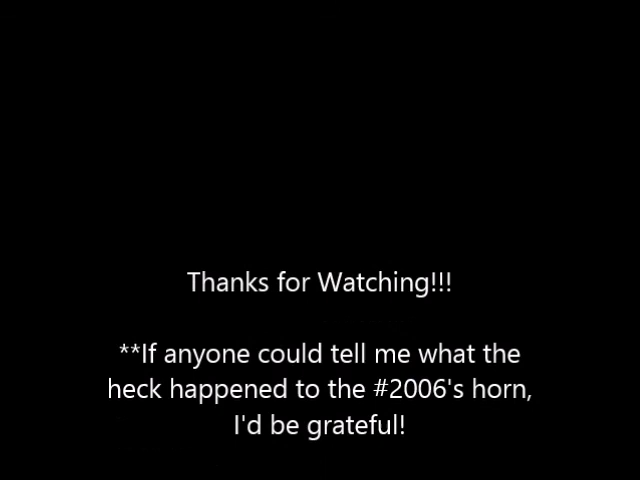 Thanks for Watching!!!
**If anyone could tell me what the
heck happened to the #2006's horn,
I'd be grateful!